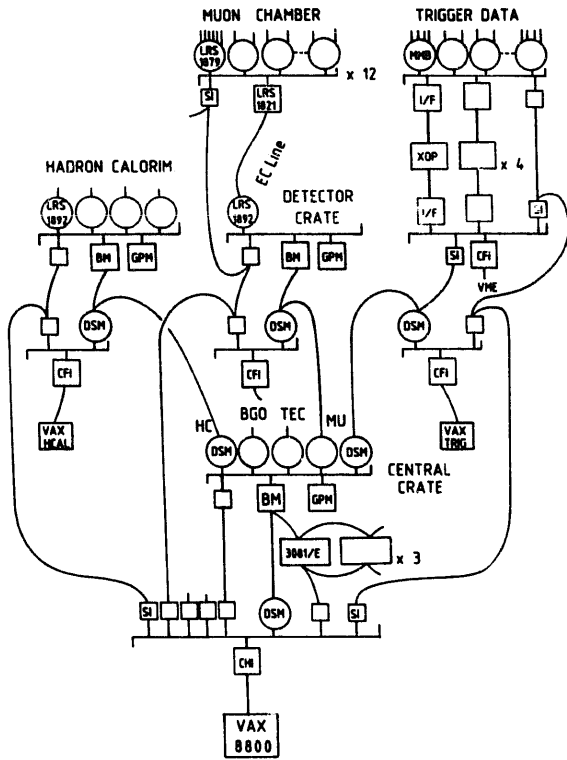 MUON CHAMBER TRIGGER DATA
LRS
1879
MMB
x 12
SI
LRS
1821
I/F
XOP
x 4
I/F
SI
EC Line
HADRON CALORIM
LRS
1892
BM
GPM
LRS
1892
DETECTOR
CRATE
BM
GPM
SI
CFI
VME
DSM
DSM
DSM
CFI
CFI
CFI
VAX
HCAL
VAX
TRIG
HC
BGO TEC
MU
DSM
DSM
CENTRAL
CRATE
BM
GPM
3081/E
x 3
SI
DSM
SI
CHI
VAX
8800